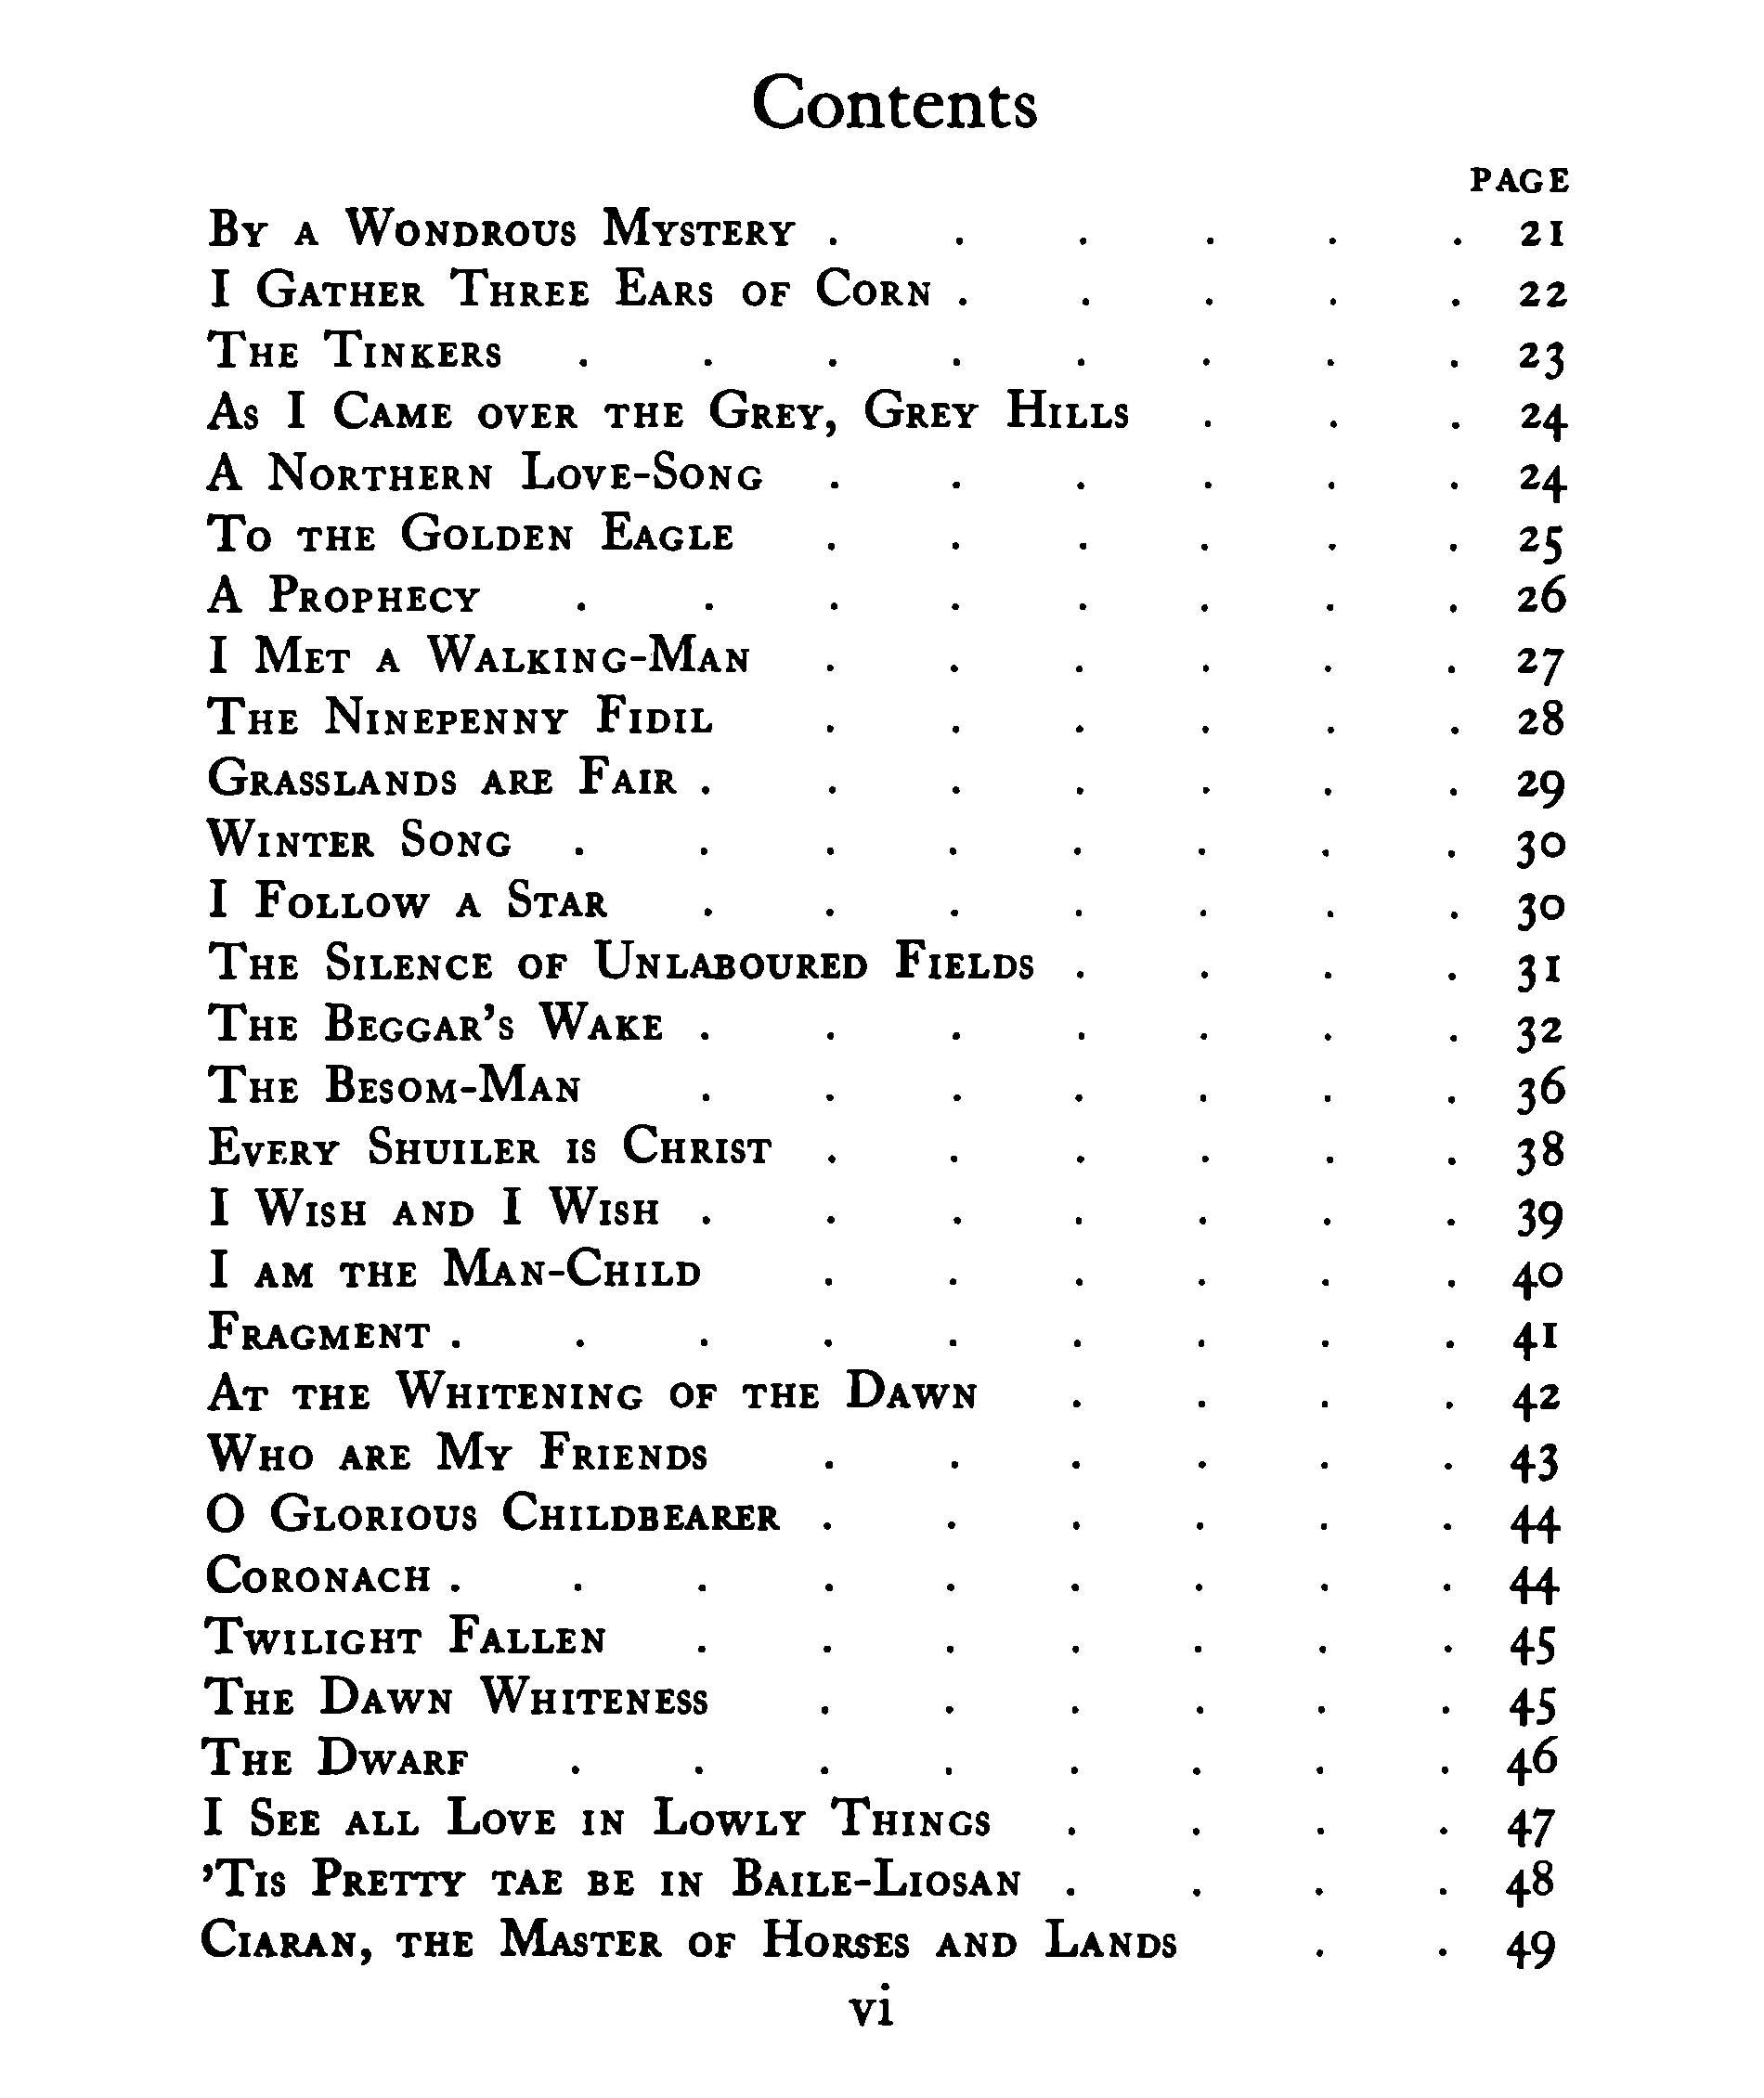 Contents
PAGE
By a Wondrous Mystery . . . . . . 21
I Gather Three Ears of Corn . . . . . 22
The Tinkers . . . . . . . . 23
As I Came over the Grey, Grey Hills . . . 24
A Northern Love-Song . . . . . . 24
To the Golden Eagle . . . . . . 25
A Prophecy . . . . . . . . 26
I Met a Walking-Man . . . . . . 27
The Ninepenny Fidil . . . . . . 28
Grasslands are Fair . . . . . . . 29
Winter Song . . . . . . . . 30
I Follow a Star . . . . . . . 30
The Silence of Unlaboured Fields . . . . 31
The Beggar's Wake . . . . . . . 32
The Besom-Man . . . . . . . 36
Every Shuiler is Christ . . . . . . 38
I Wish and I Wish . . . . . . . 39
I am the Man-Child . . . . . . 40
Fragment . . . . . . . . . 41
At the Whitening of the Dawn . . . . 42
Who are My Friends . . . . . . 43
O Glorious Childbearer . . . . . . 44
Coronach . . . . . . . . . 44
Twilight Fallen . . . . . . . 45
The Dawn Whiteness . . . . . . 45
The Dwarf . . . . . . . . 46
I See all Love in Lowly Things . . . . 47
'Tis Pretty tae be in Baile-Liosan . . . . 48
Ciaran, the Master of Horses and Lands . . 49
vi